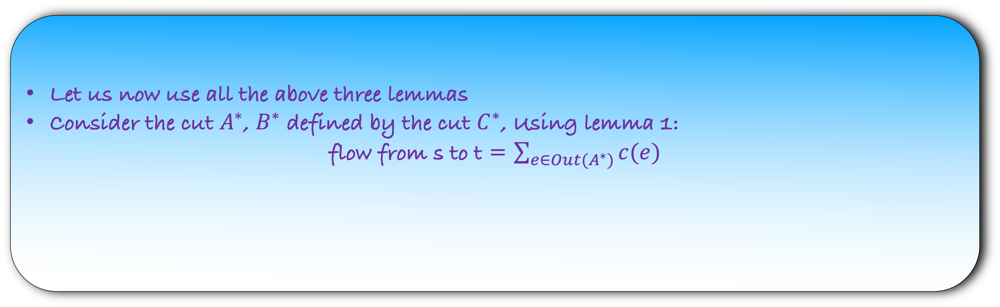 • Let us now use all the above three lemmas
• Consider the cut A*, B* defined by the cut C*, Using lemma 1:
flow from s to t = ∑_{e∈Out(A*)} c(e)